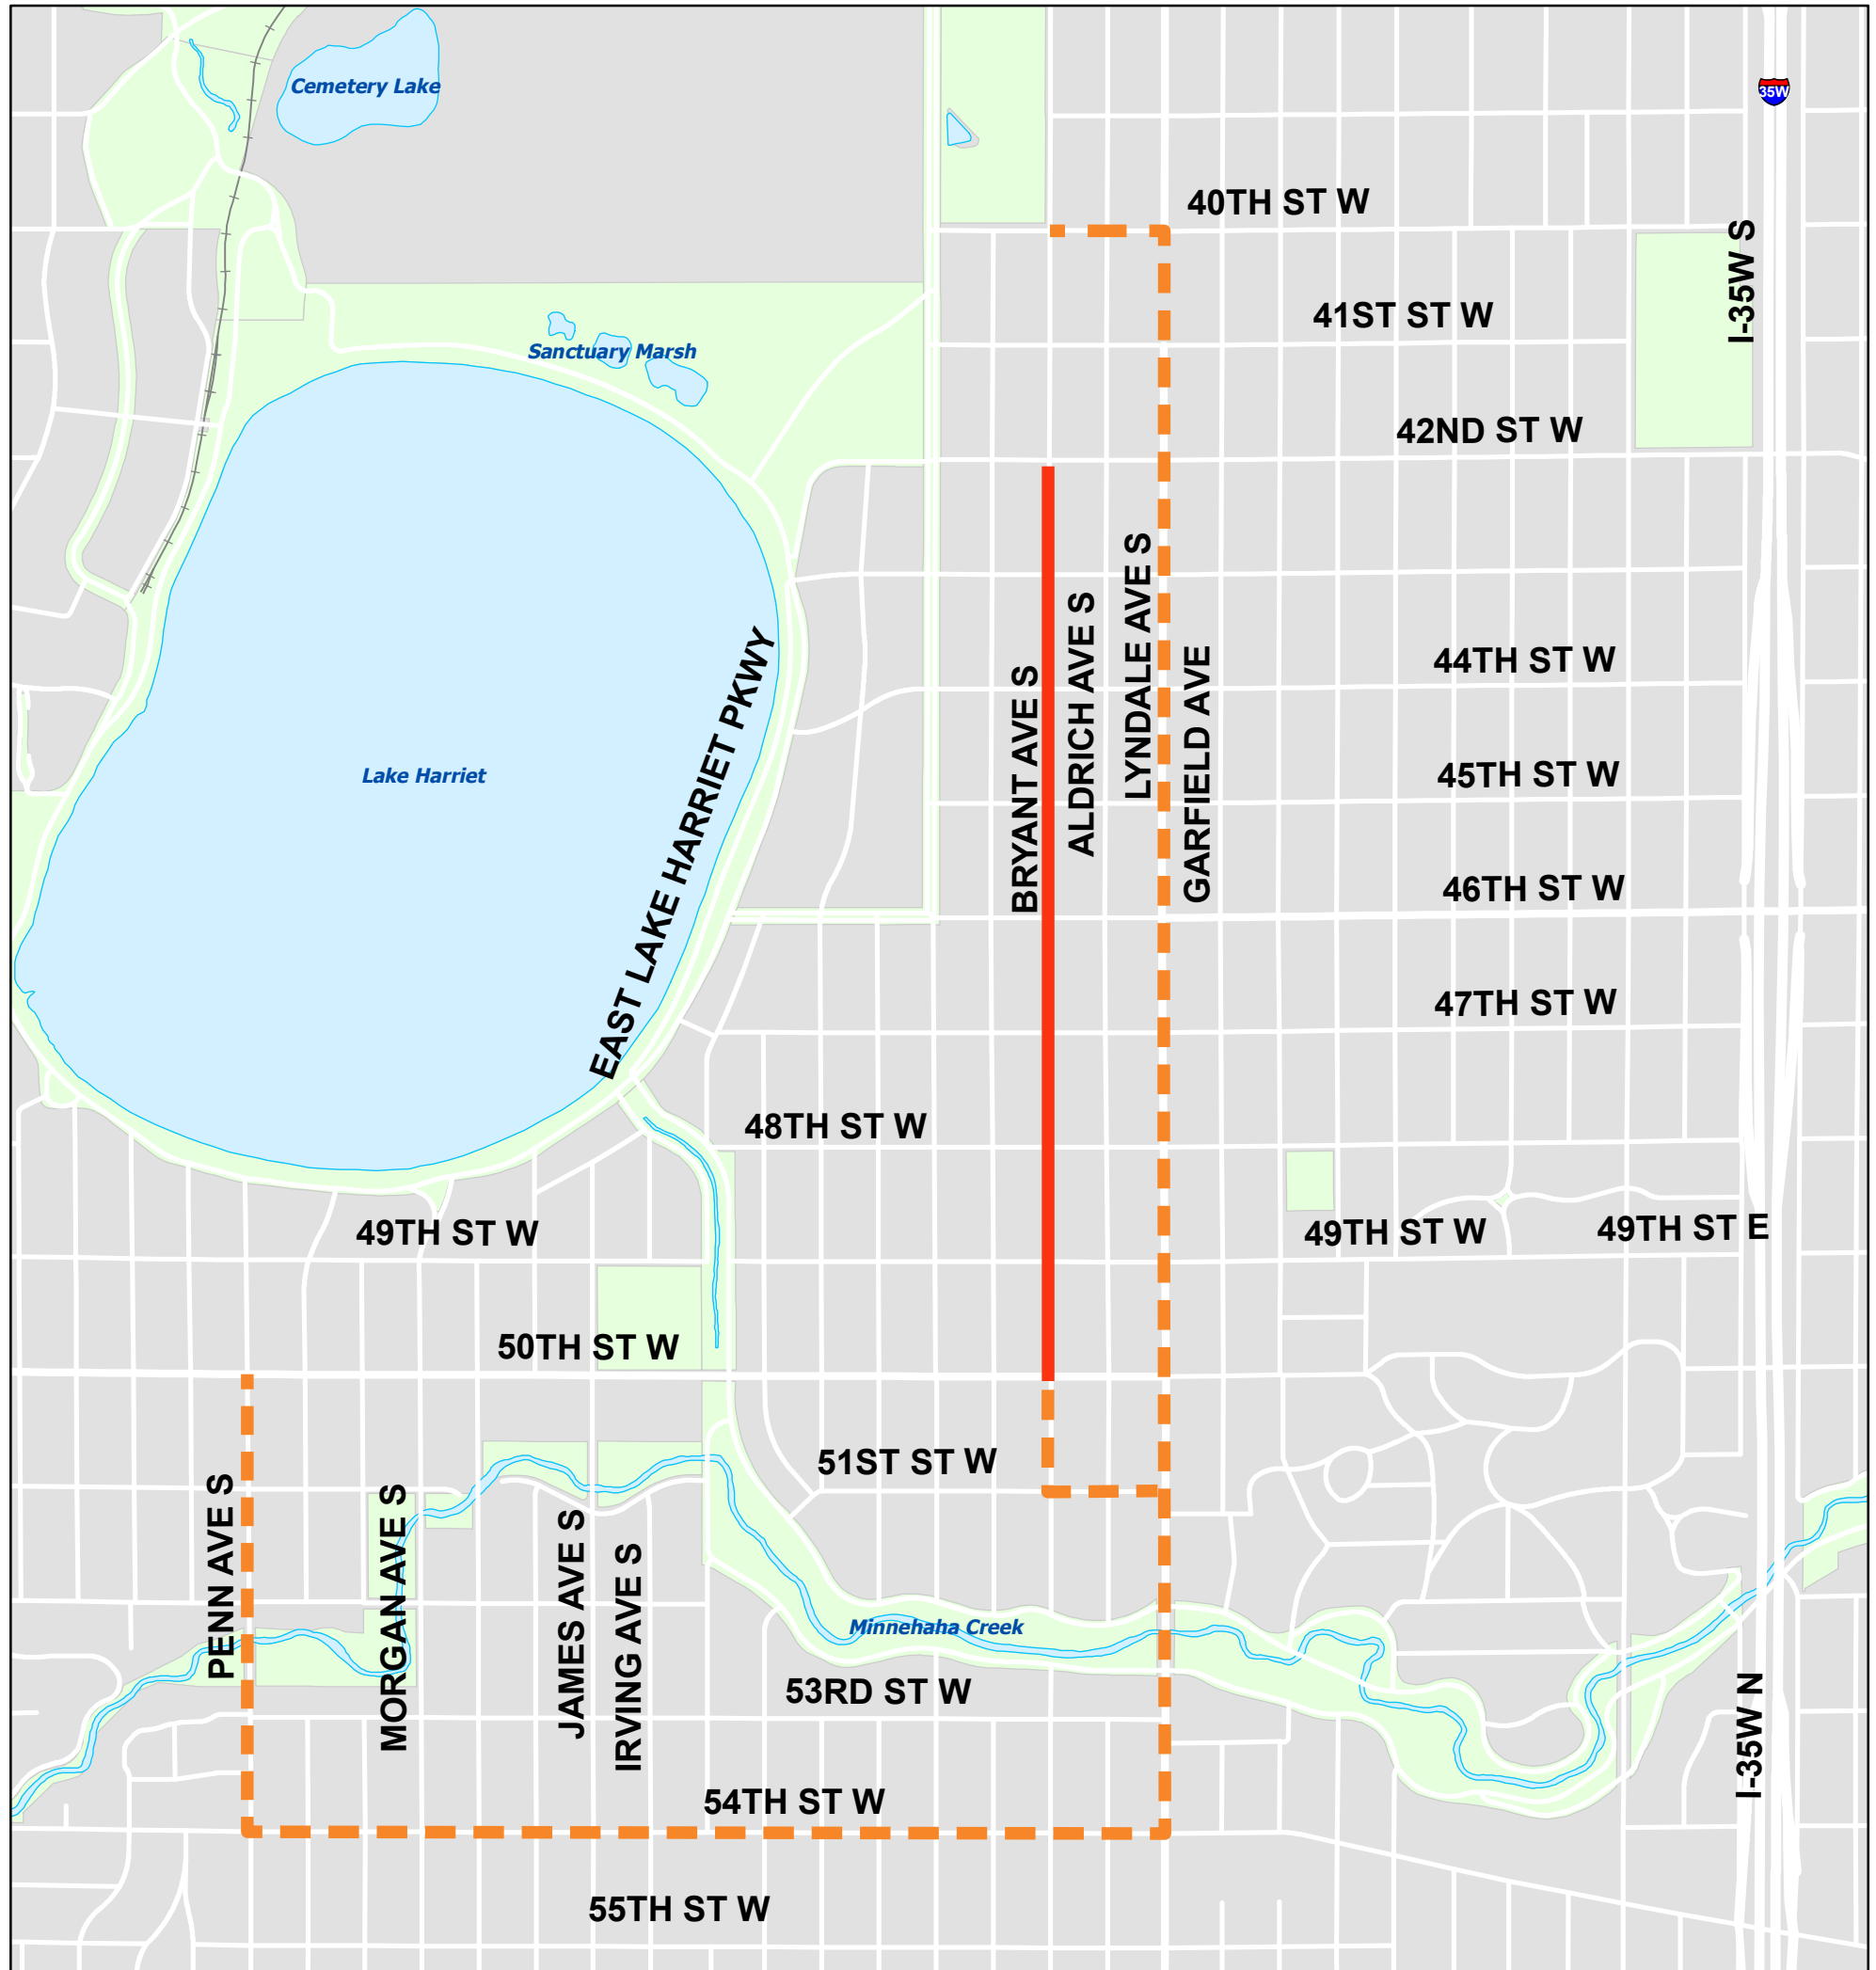 Cemetery Lake
35W
40TH ST W
I-35W S
41ST ST W
Sanctuary Marsh
42ND ST W
LYNDALE AVE S
ALDRICH AVE S
EAST LAKE HARRIET PKWY
BRYANT AVE S
GARFIELD AVE
44TH ST W
Lake Harriet
45TH ST W
46TH ST W
47TH ST W
48TH ST W
49TH ST W
49TH ST W
49TH ST E
50TH ST W
51ST ST W
PENN AVE S
MORGAN AVE S
JAMES AVE S
IRVING AVE S
Minnehaha Creek
53RD ST W
I-35W N
54TH ST W
55TH ST W